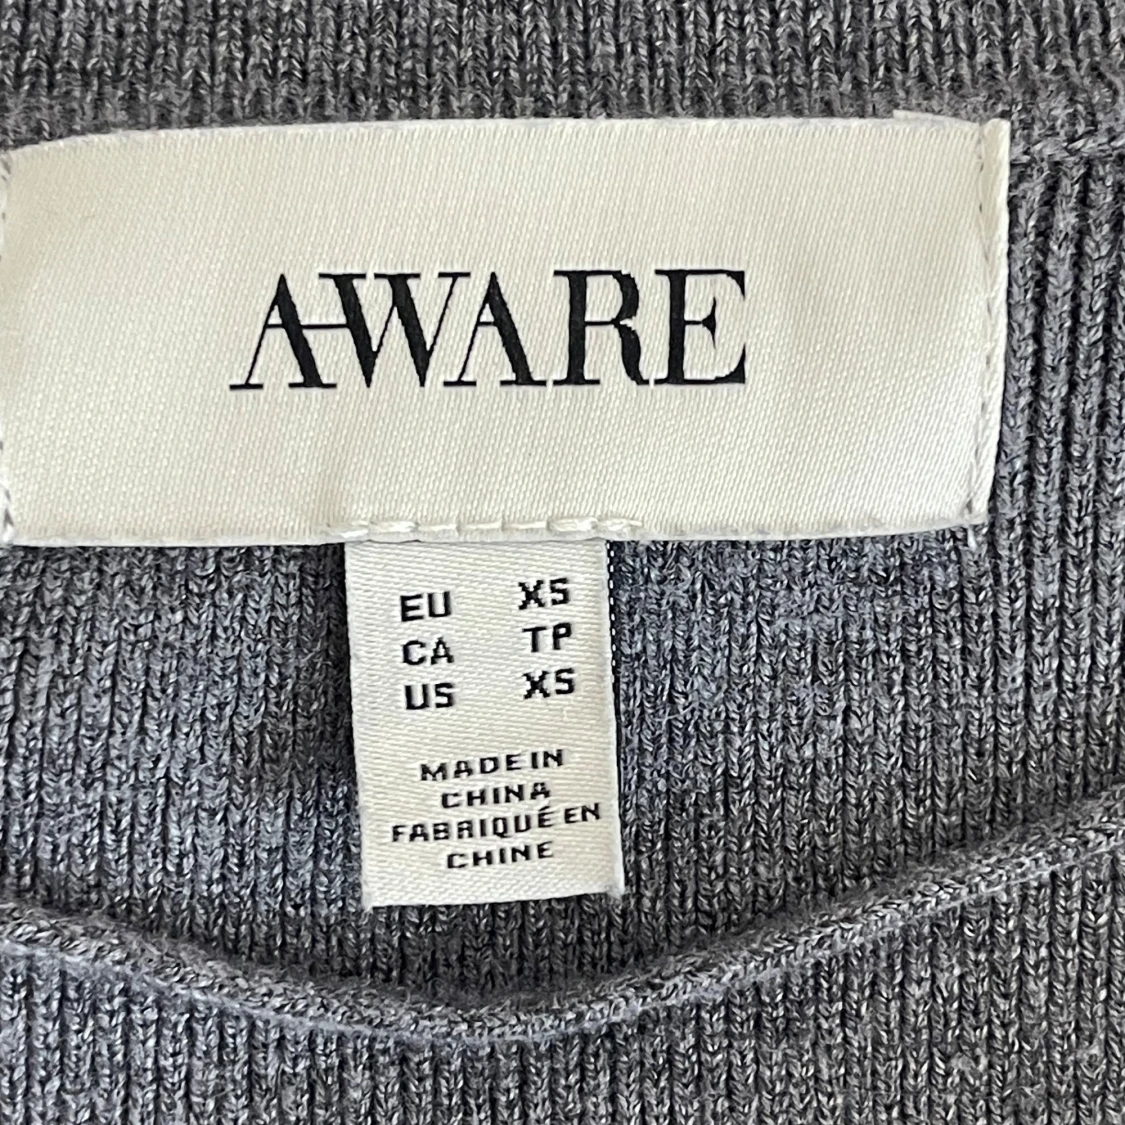 AWARE
EU XS
CA TP
US XS
MADE IN
CHINA
FABRIQUÉ EN
CHINE